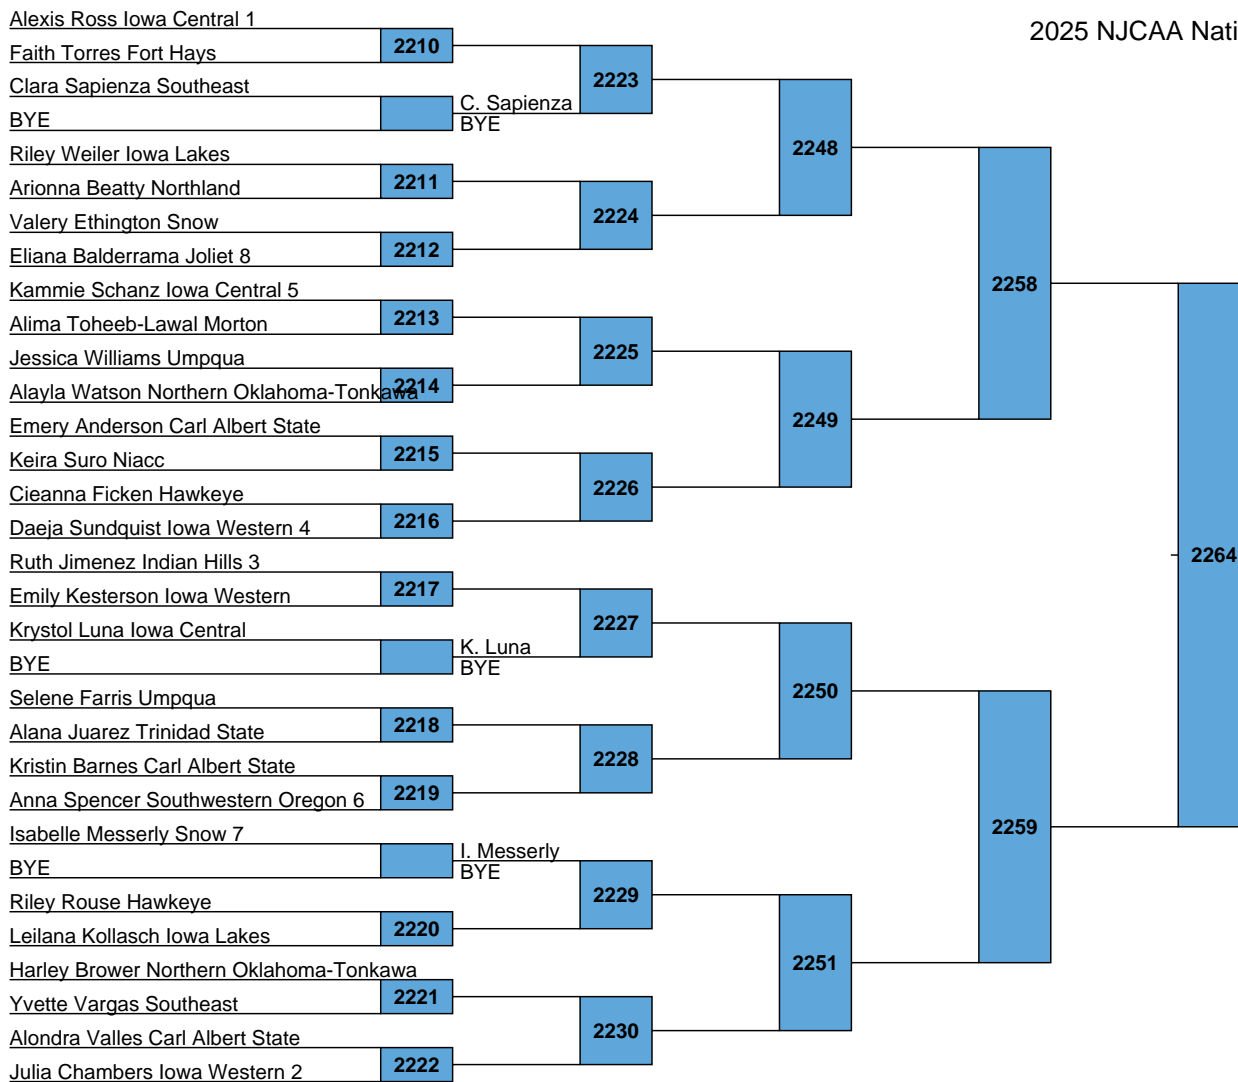 Alexis Ross Iowa Central 1
2025 NJCAA Nati
2210
Faith Torres Fort Hays
2223
Clara Sapienza Southeast
C. Sapienza
BYE
BYE
2248
Riley Weiler Iowa Lakes
2211
Arionna Beatty Northland
2224
Valery Ethington Snow
2212
Eliana Balderrama Joliet 8
2258
Kammie Schanz Iowa Central 5
2213
Alima Toheeb-Lawal Morton
2225
Jessica Williams Umpqua
2214
Alayla Watson Northern Oklahoma-Tonkawa
2249
Emery Anderson Carl Albert State
2215
Keira Suro Niacc
2226
Cieanna Ficken Hawkeye
2216
Daeja Sundquist Iowa Western 4
2264
Ruth Jimenez Indian Hills 3
2217
Emily Kesterson Iowa Western
2227
Krystol Luna Iowa Central
K. Luna
BYE
BYE
2250
Selene Farris Umpqua
2218
Alana Juarez Trinidad State
2228
Kristin Barnes Carl Albert State
2219
Anna Spencer Southwestern Oregon 6
2259
Isabelle Messerly Snow 7
I. Messerly
BYE
BYE
2229
Riley Rouse Hawkeye
2220
Leilana Kollasch Iowa Lakes
2251
Harley Brower Northern Oklahoma-Tonkawa
2221
Yvette Vargas Southeast
2230
Alondra Valles Carl Albert State
2222
Julia Chambers Iowa Western 2